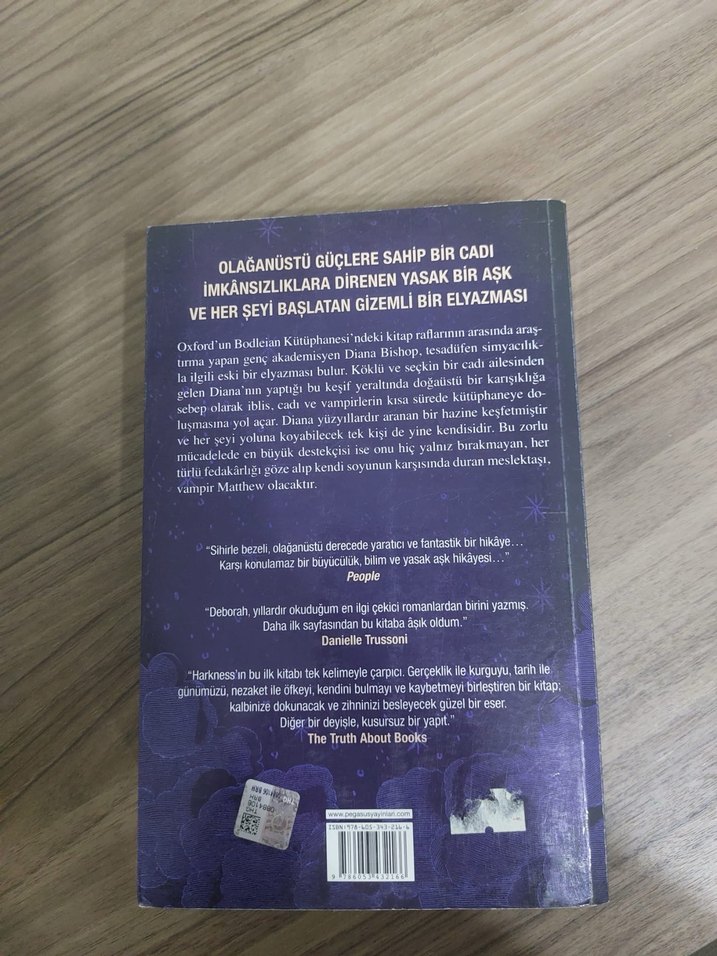 OLAĞANÜSTÜ GÜÇLERE SAHİP BİR CADI
İMKÂNSIZLIKLARA DİRENEN YASAK BİR AŞK
VE HER ŞEYİ BAŞLATAN GİZEMLİ BİR ELYAZMASI
Oxford'un Bodleian Kütüphanesi'ndeki kitap raflarının arasında araş-
tırma yapan genç akademisyen Diana Bishop, tesadüfen simyacılık-
la ilgili eski bir elyazması bulur. Köklü ve seçkin bir cadı ailesinden
gelen Diana'nın yaptığı bu keşif yeraltında doğaüstü bir karışıklığa
sebep olarak iblis, cadı ve vampirlerin kısa sürede kütüphaneye do-
luşmasına yol açar. Diana yüzyıllardır aranan bir hazine keşfetmiştir
ve her şeyi yoluna koyabilecek tek kişi de yine kendisidir. Bu zorlu
mücadelede en büyük destekçisi ise onu hiç yalnız bırakmayan, her
türlü fedakârlığı göze alıp kendi soyunun karşısında duran meslektaşı,
vampir Matthew olacaktır.
“Sihirle bezeli, olağanüstü derecede yaratıcı ve fantastik bir hikâye…
Karşı konulamaz bir büyücülük, bilim ve yasak aşk hikâyesi…”
People
“Deborah, yıllardır okuduğum en ilgi çekici romanlardan birini yazmış.
Daha ilk sayfasından bu kitaba âşık oldum.”
Danielle Trussoni
“Harkness'ın bu ilk kitabı tek kelimeyle çarpıcı. Gerçeklik ile kurguyu, tarih ile
günümüzü, nezaket ile öfkeyi, kendini bulmayı ve kaybetmeyi birleştiren bir kitap;
kalbinize dokunacak ve zihninizi besleyecek güzel bir eser.
Diğer bir deyişle, kusursuz bir yapıt.”
The Truth About Books
www.pegasusyayinlari.com
ISBN:978-605-343-216-6
9 786053 432166